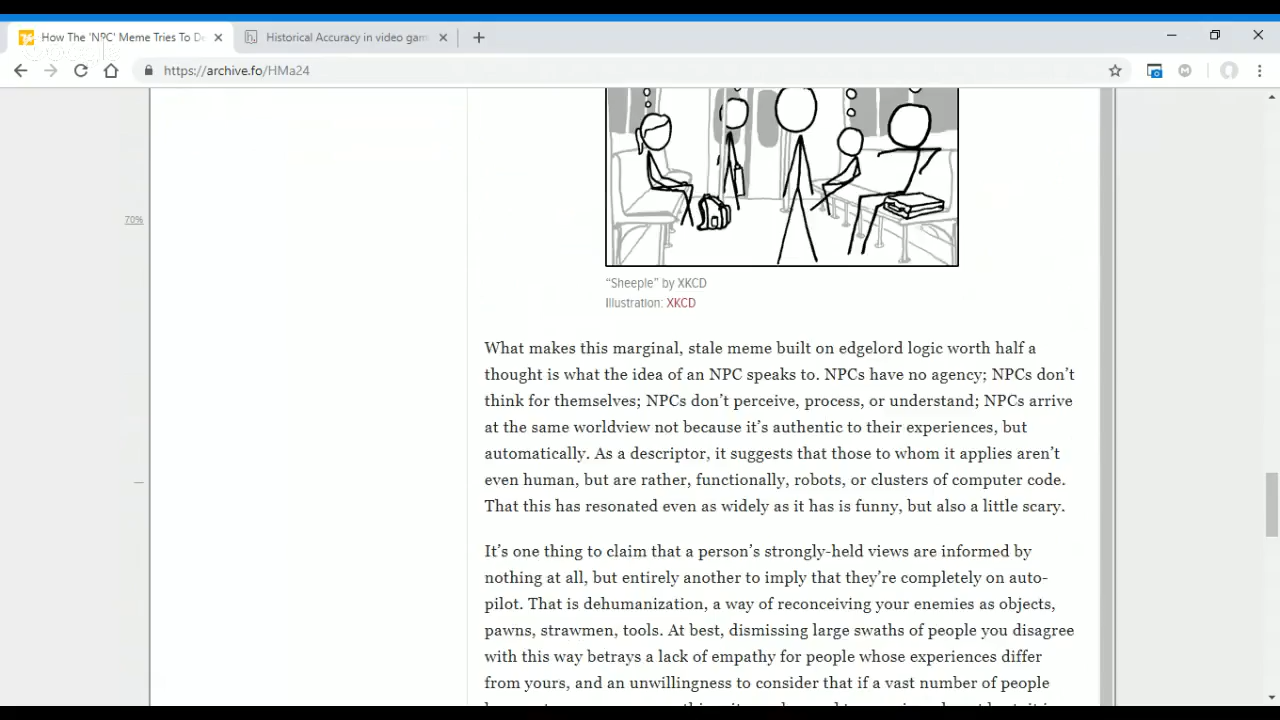 How The 'NPC' Meme Tries To De
Historical Accuracy in video gam
https://archive.fo/HMa24
70%
"Sheeple" by XKCD
Illustration: XKCD
What makes this marginal, stale meme built on edgelord logic worth half a
thought is what the idea of an NPC speaks to. NPCs have no agency; NPCs don't
think for themselves; NPCs don't perceive, process, or understand; NPCs arrive
at the same worldview not because it's authentic to their experiences, but
automatically. As a descriptor, it suggests that those to whom it applies aren't
even human, but are rather, functionally, robots, or clusters of computer code.
That this has resonated even as widely as it has is funny, but also a little scary.
It's one thing to claim that a person's strongly-held views are informed by
nothing at all, but entirely another to imply that they're completely on auto-
pilot. That is dehumanization, a way of reconceiving your enemies as objects,
pawns, strawmen, tools. At best, dismissing large swaths of people you disagree
with this way betrays a lack of empathy for people whose experiences differ
from yours, and an unwillingness to consider that if a vast number of people